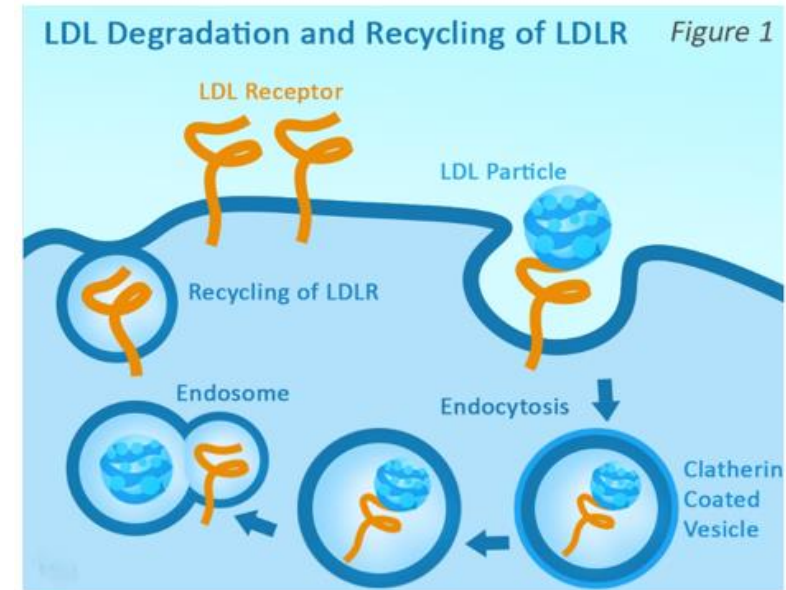 LDL Degradation and Recycling of LDLR
Figure 1
LDL Receptor
LDL Particle
Recycling of LDLR
Endosome
Endocytosis
Clatherin
Coated
Vesicle